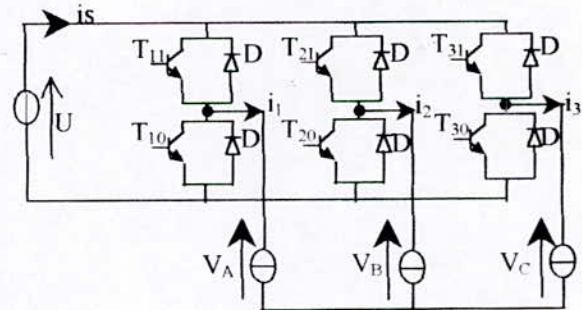 is
T11 D T21 D T31 D
i1 i2 i3
U T10 D T20 D T30 D
VA VB VC